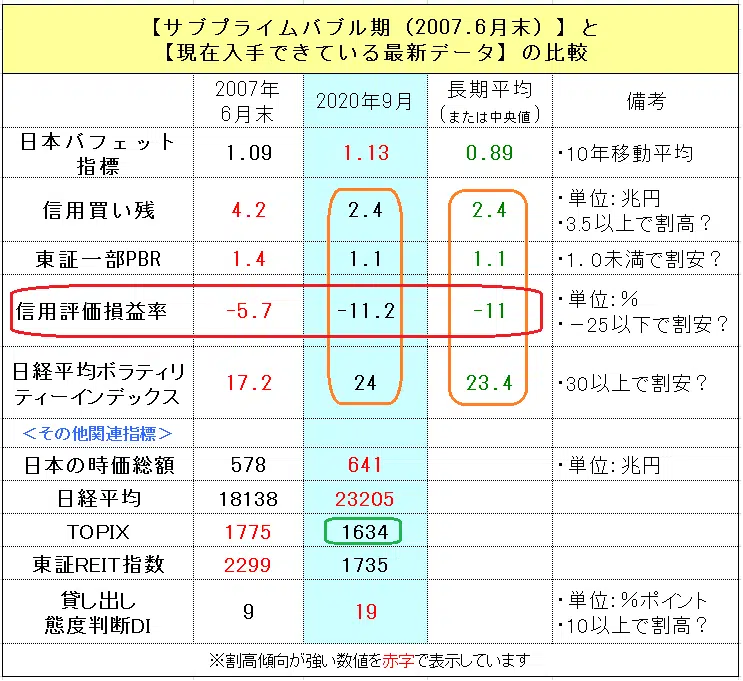 【サブプライムバブル期（2007.6月末）】と
【現在入手できている最新データ】の比較
2007年
6月末
2020年9月
長期平均
（または中央値）
備考
日本バフェット
指標
1.09
1.13
0.89
・10年移動平均
信用買い残
4.2
2.4
2.4
・単位：兆円
・3.5以上で割高？
東証一部PBR
1.4
1.1
1.1
・1.0未満で割安？
信用評価損益率
-5.7
-11.2
-11
・単位：％
・－25以下で割安？
日経平均ボラティリ
ティーインデックス
17.2
24
23.4
・30以上で割安？
＜その他関連指標＞
日本の時価総額
578
641
・単位：兆円
日経平均
18138
23205
TOPIX
1775
1634
東証REIT指数
2299
1735
貸し出し
態度判断DI
9
19
・単位：％ポイント
・10以上で割高？
※割高傾向が強い数値を赤字で表示しています